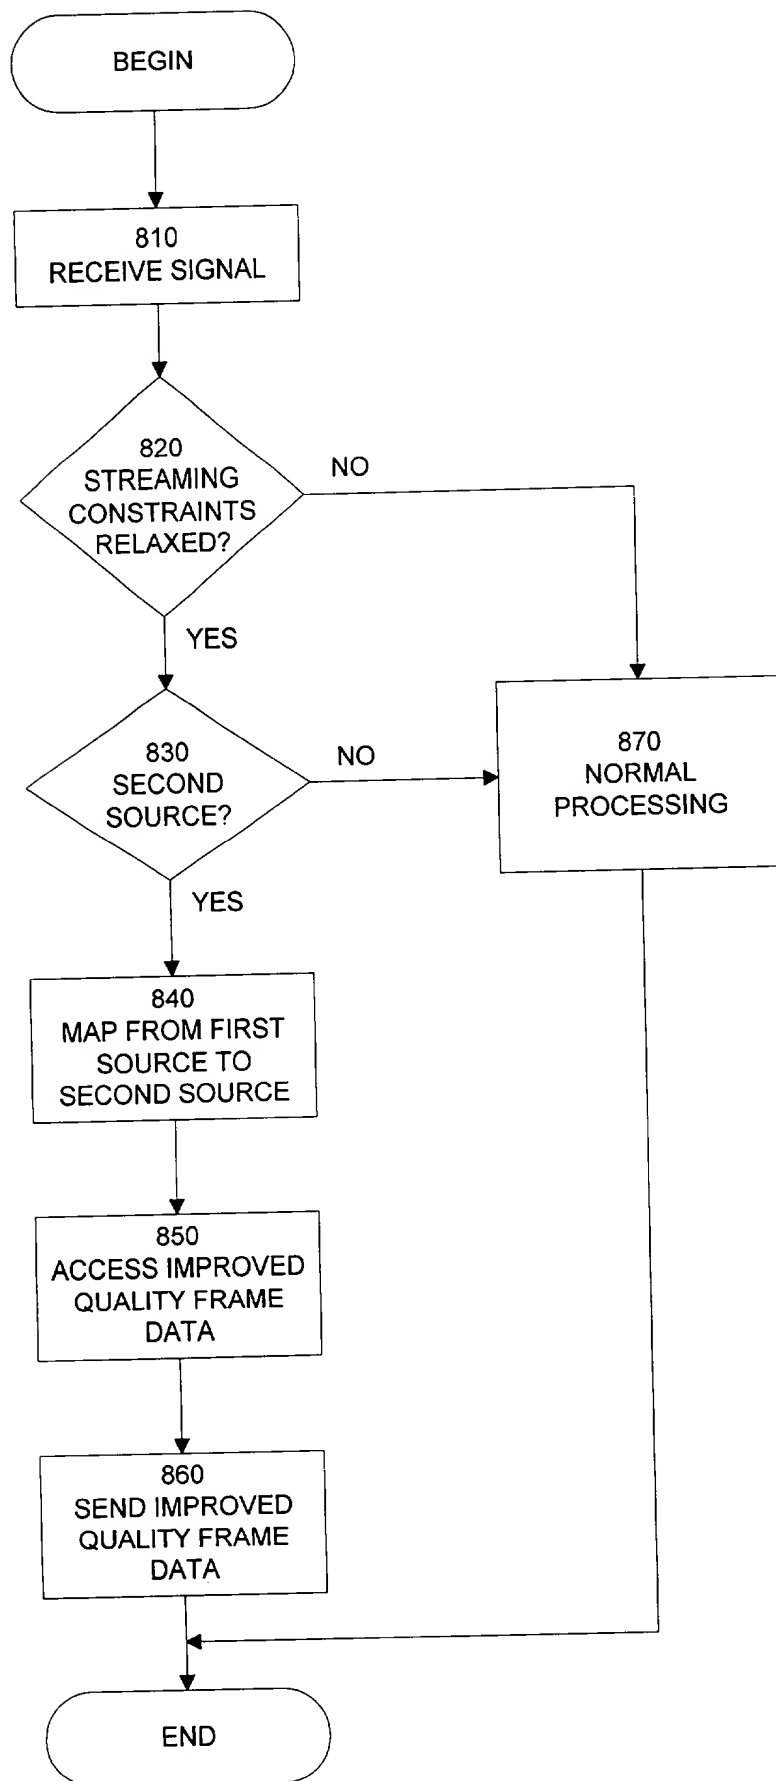 BEGIN
810
RECEIVE SIGNAL
820
STREAMING
CONSTRAINTS
RELAXED?
NO
YES
830
SECOND
SOURCE?
NO
870
NORMAL
PROCESSING
YES
840
MAP FROM FIRST
SOURCE TO
SECOND SOURCE
850
ACCESS IMPROVED
QUALITY FRAME
DATA
860
SEND IMPROVED
QUALITY FRAME
DATA
END